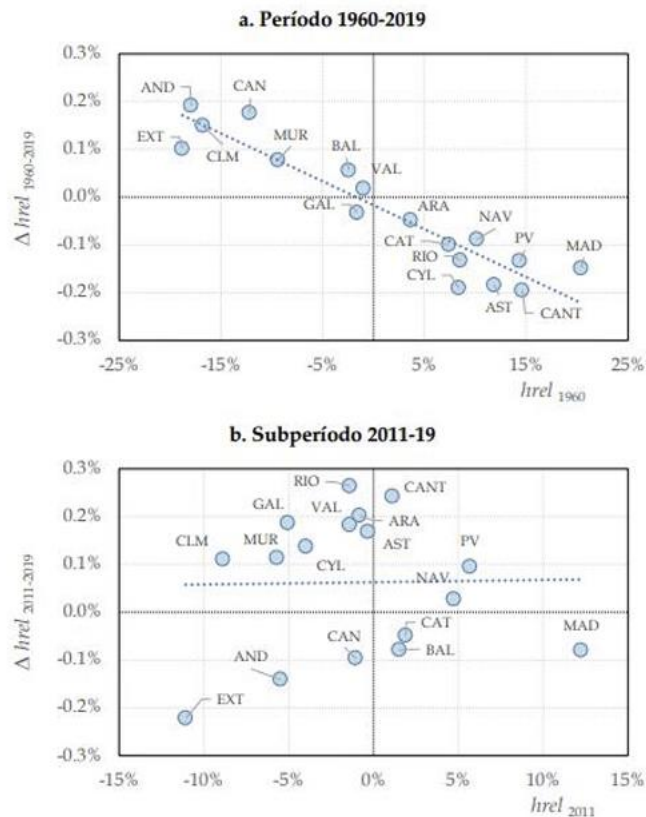 a. Período 1960-2019
0.3%
AND
CAN
0.2%
EXT
CLM
MUR
BAL
0.1%
VAL
Δ hrel 1960-2019
0.0%
GAL
ARA
NAV
-0.1%
CAT
PV
MAD
RIO
CYL
-0.2%
AST
CANT
-0.3%
-25% -15% -5% 5% 15% 25%
hrel 1960
b. Subperíodo 2011-19
0.3%
RIO
CANT
GAL
VAL
0.2%
ARA
CLM
MUR
AST
PV
0.1%
CYL
NAV
Δ hrel 2011-2019
0.0%
CAT
MAD
CAN
BAL
-0.1%
AND
EXT
-0.2%
-0.3%
-15% -10% -5% 0% 5% 10% 15%
hrel 2011